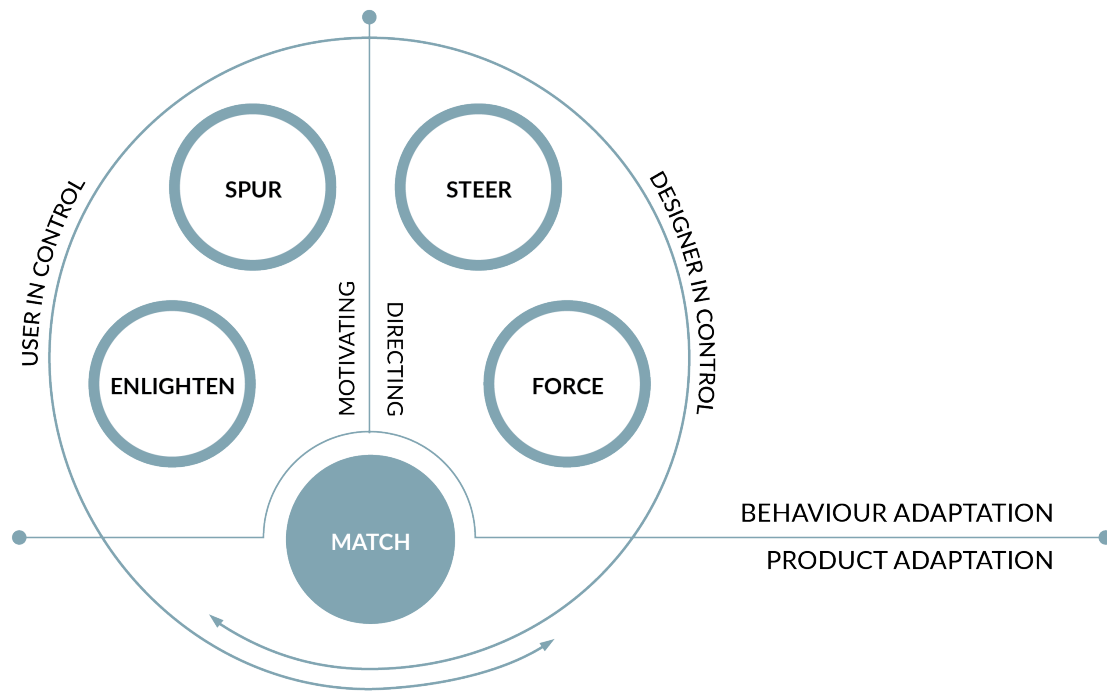 SPUR
STEER
USER IN CONTROL
DESIGNER IN CONTROL
MOTIVATING
DIRECTING
ENLIGHTEN
FORCE
BEHAVIOUR ADAPTATION
MATCH
PRODUCT ADAPTATION